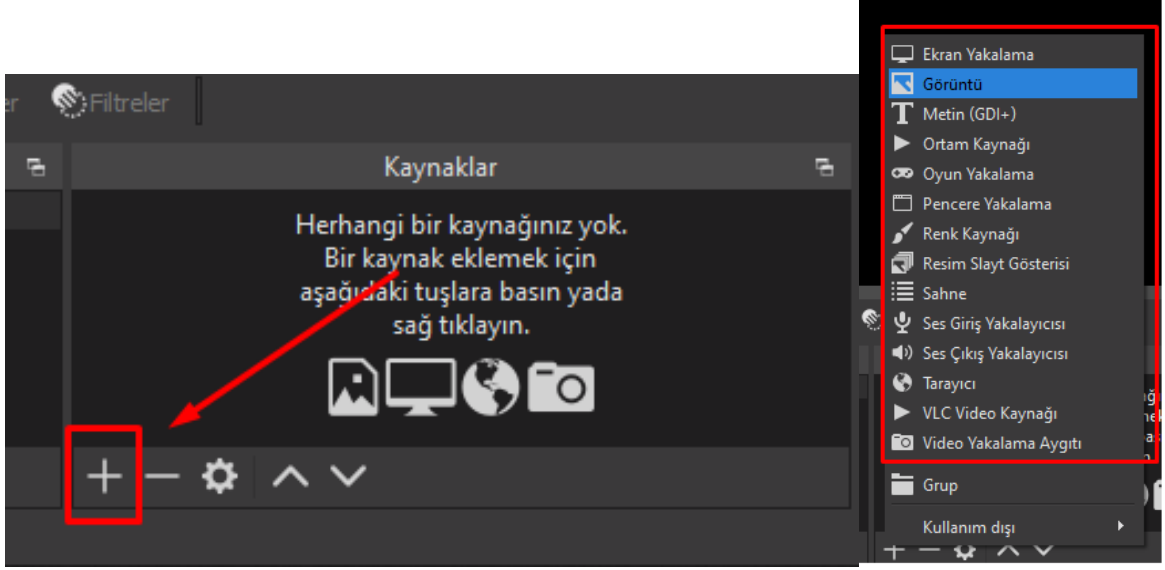 er
Filtreler
Kaynaklar
Herhangi bir kaynağınız yok.
Bir kaynak eklemek için
aşağıdaki tuşlara basın yada
sağ tıklayın.
Ekran Yakalama
Görüntü
Metin (GDI+)
Ortam Kaynağı
Oyun Yakalama
Pencere Yakalama
Renk Kaynağı
Resim Slayt Gösterisi
Sahne
Ses Giriş Yakalayıcısı
Ses Çıkış Yakalayıcısı
Tarayıcı
VLC Video Kaynağı
Video Yakalama Aygıtı
Grup
Kullanım dışı